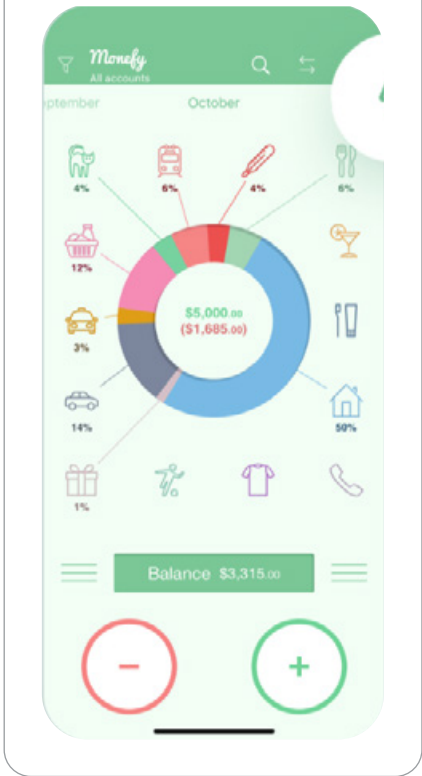 Monefy
All accounts
eptember
October
4%
6%
4%
6%
12%
$5,000.00
($1,685.00)
3%
14%
50%
1%
Balance $3,315.00